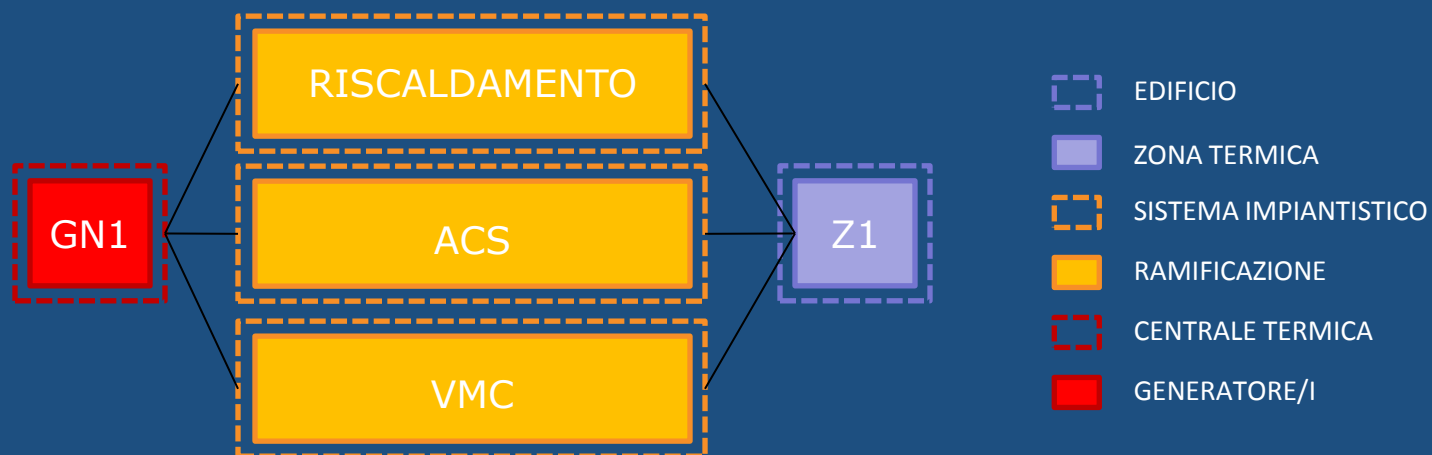 RISCALDAMENTO
GN1
ACS
Z1
VMC
EDIFICIO
ZONA TERMICA
SISTEMA IMPIANTISTICO
RAMIFICAZIONE
CENTRALE TERMICA
GENERATORE/I